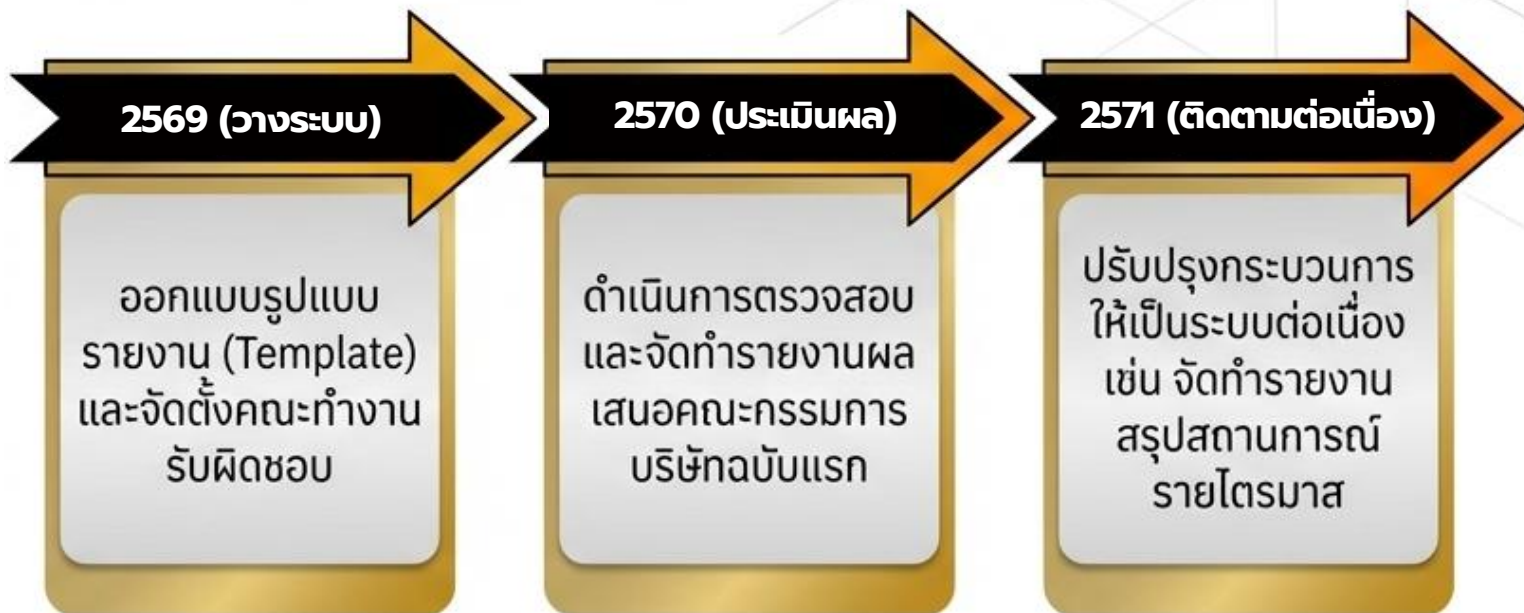 2569 (วางระบบ)
ออกแบบรูปแบบ
รายงาน (Template)
และจัดตั้งคณะทำงาน
รับผิดชอบ
2570 (ประเมินผล)
ดำเนินการตรวจสอบ
และจัดทำรายงานผล
เสนอคณะกรรมการ
บริษัทฉบับแรก
2571 (ติดตามต่อเนื่อง)
ปรับปรุงกระบวนการ
ให้เป็นระบบต่อเนื่อง
เช่น จัดทำรายงาน
สรุปสถานการณ์
รายไตรมาส